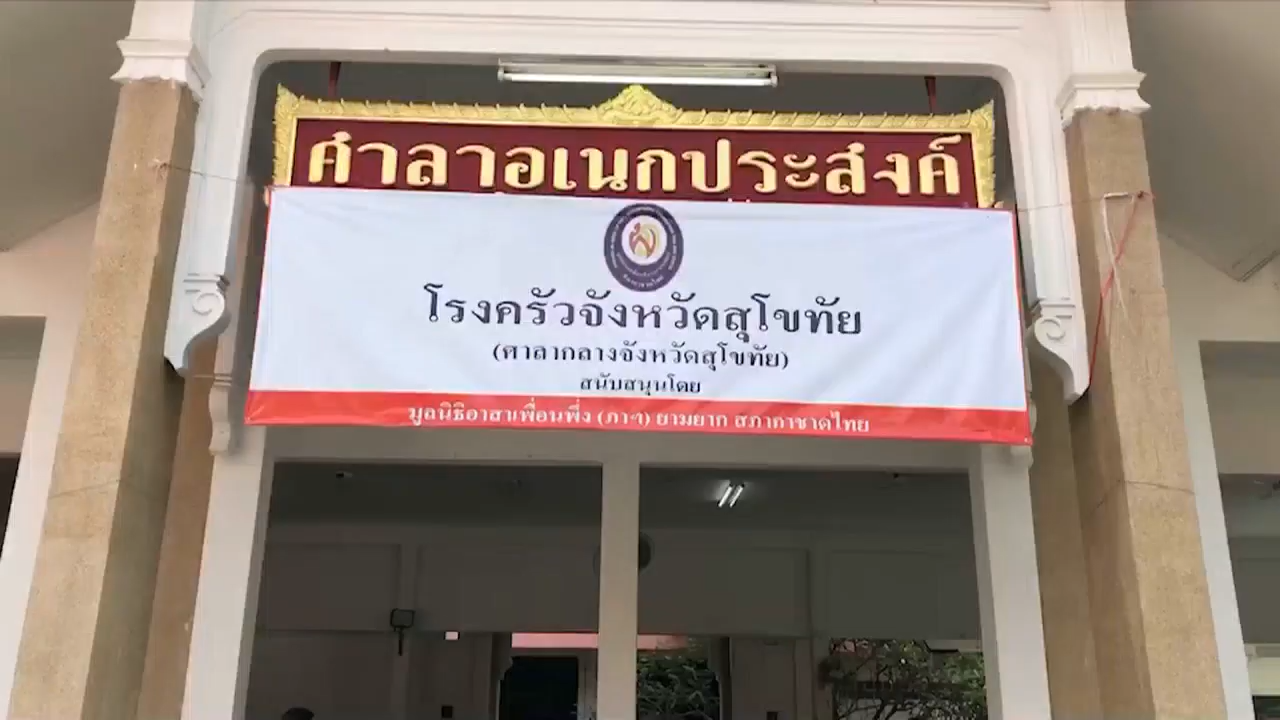 ศาลาอเนกประสงค์
โรงครัวจังหวัดสุโขทัย
(ศาลากลางจังหวัดสุโขทัย)
สนับสนุนโดย
มูลนิธิอาสาเพื่อนพึ่ง (ภาฯ) ยามยาก สภากาชาดไทย